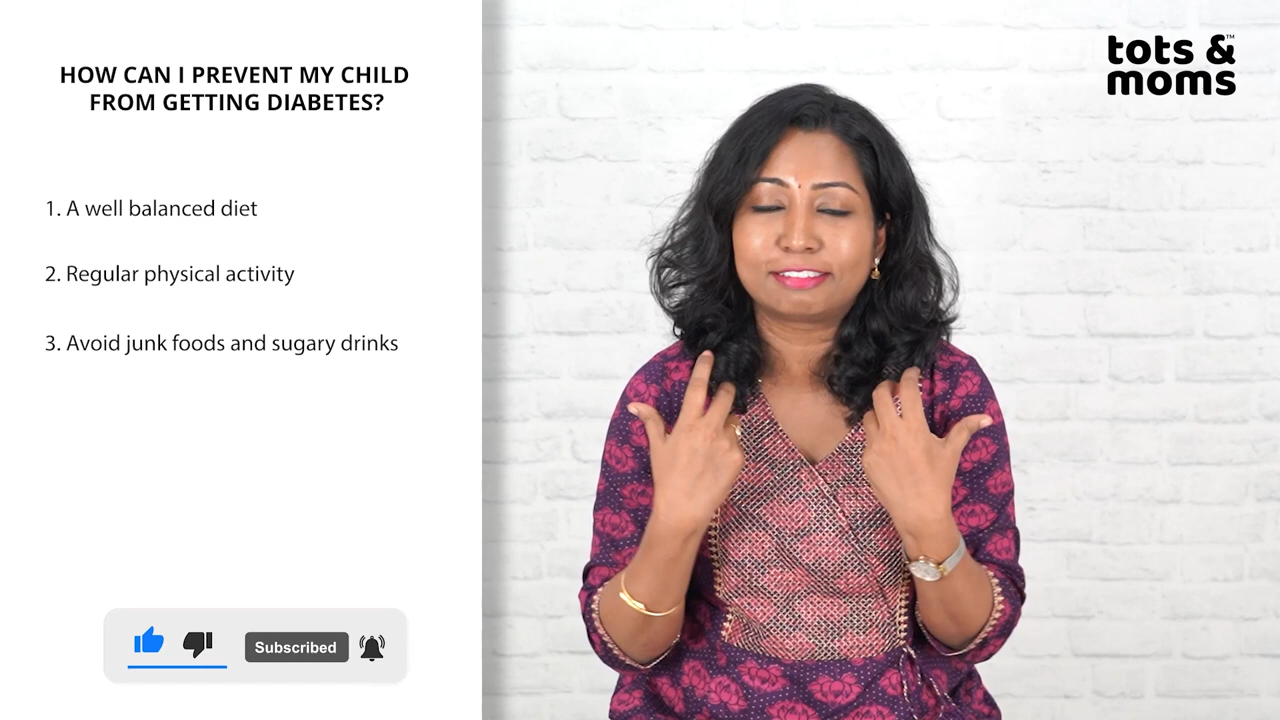 HOW CAN I PREVENT MY CHILD
FROM GETTING DIABETES?
1. A well balanced diet
2. Regular physical activity
3. Avoid junk foods and sugary drinks
Subscribed
tots & ™
moms